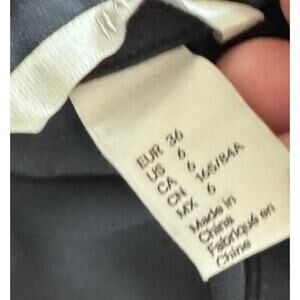 EUR 36
US 6
CA 6
CN 165/84A
MX 6
Made in
China
Fabriqué en
Chine